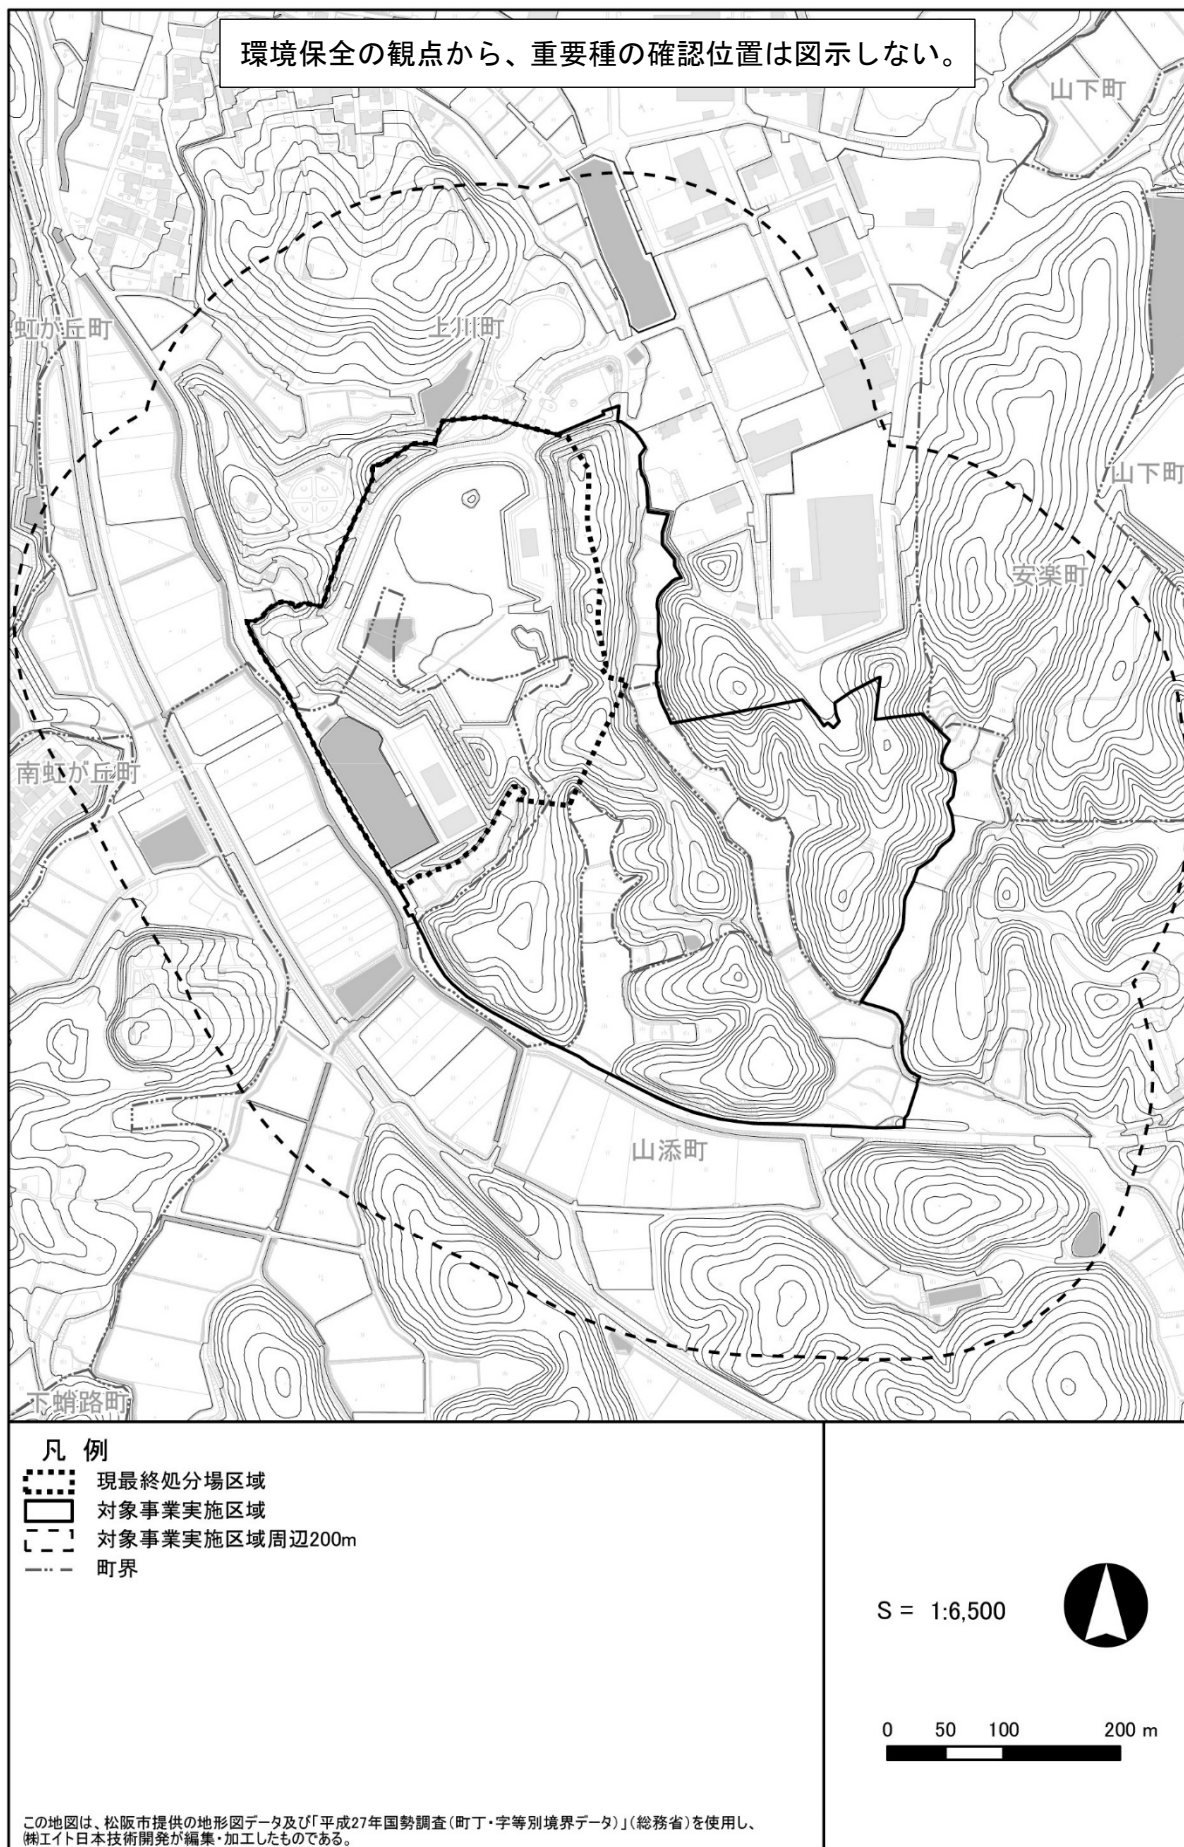 環境保全の観点から、重要種の確認位置は図示しない。
山下町
虹が丘町
上川町
山下町
安楽町
南虹が丘町
山添町
下蛸路町
凡 例
現最終処分場区域
対象事業実施区域
対象事業実施区域周辺200m
町界
S = 1:6,500
0 50 100 200 m
この地図は、松阪市提供の地形図データ及び「平成27年国勢調査(町丁・字等別境界データ)」(総務省)を使用し、
㈱エイト日本技術開発が編集・加工したものである。